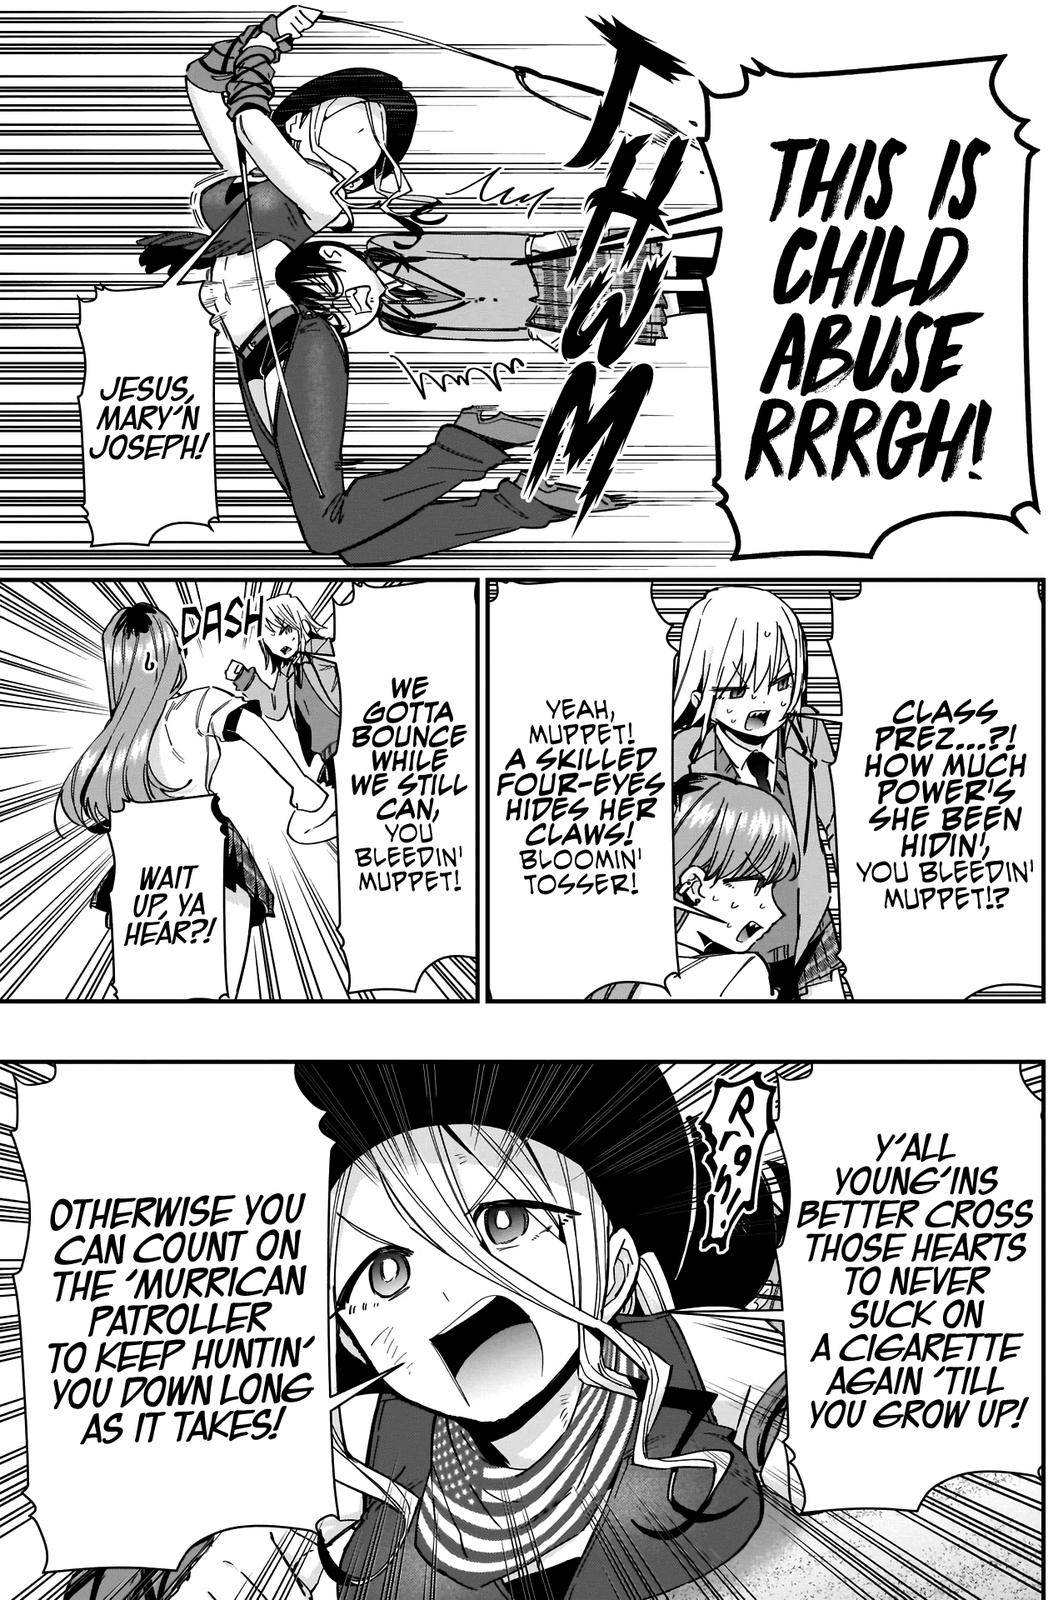 THIS IS
CHILD
ABUSE
RRRGH!
THWM
JESUS,
MARY'N
JOSEPH!
CLASS
PREZ...?!
HOW MUCH
POWER'S
SHE BEEN
HIDIN',
YOU BLEEDIN'
MUPPET!?
YEAH,
MUPPET!
A SKILLED
FOUR-EYES
HIDES HER
CLAWS!
BLOOMIN'
TOSSER!
DASH
WE
GOTTA
BOUNCE
WHILE
WE STILL
CAN,
YOU
BLEEDIN'
MUPPET!
WAIT
UP, YA
HEAR?!
Y'ALL
YOUNG'INS
BETTER CROSS
THOSE HEARTS
TO NEVER
SUCK ON
A CIGARETTE
AGAIN 'TILL
YOU GROW UP!
OTHERWISE YOU
CAN COUNT ON
THE 'MURRICAN
PATROLLER
TO KEEP HUNTIN'
YOU DOWN LONG
AS IT TAKES!